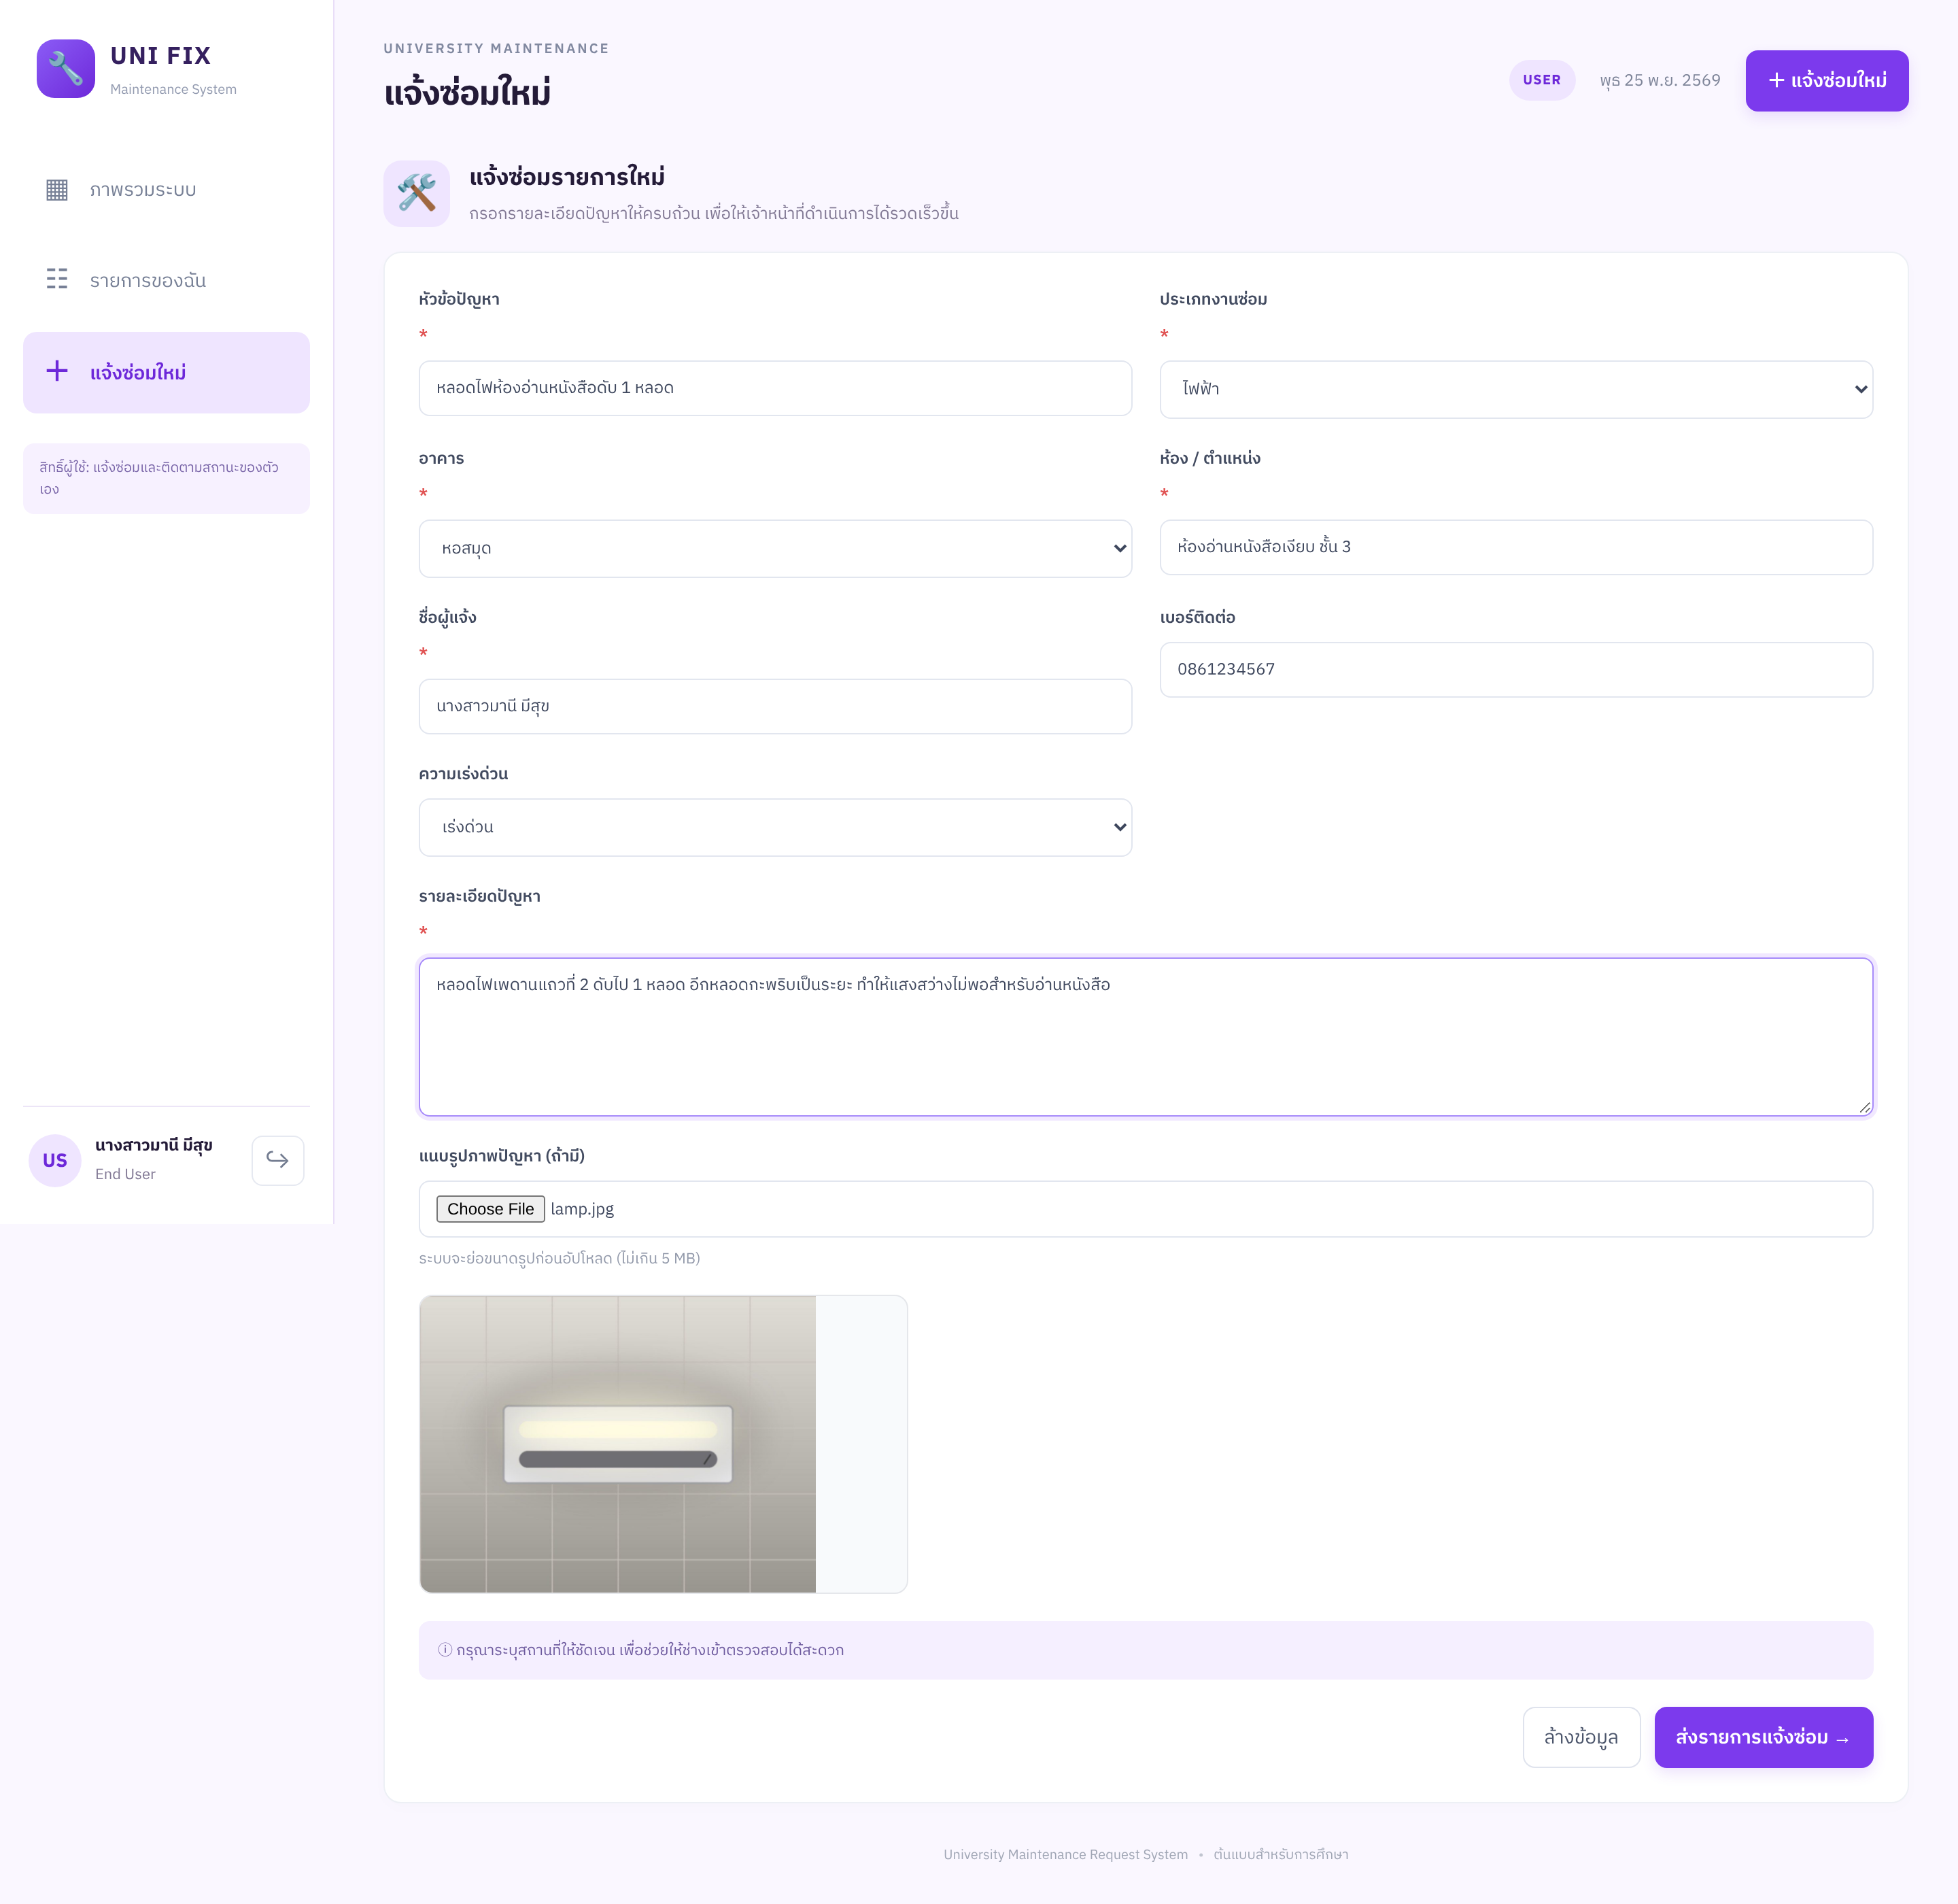 UNI FIX
Maintenance System
ภาพรวมระบบ
รายการของฉัน
+ แจ้งซ่อมใหม่
สิทธิ์ผู้ใช้: แจ้งซ่อมและติดตามสถานะของตัว
เอง
US
นางสาวมานี มีสุข
End User
UNIVERSITY MAINTENANCE
แจ้งซ่อมใหม่
USER
พุธ 25 พ.ย. 2569
+ แจ้งซ่อมใหม่
แจ้งซ่อมรายการใหม่
กรอกรายละเอียดปัญหาให้ครบถ้วน เพื่อให้เจ้าหน้าที่ดำเนินการได้รวดเร็วขึ้น
หัวข้อปัญหา
*
หลอดไฟห้องอ่านหนังสือดับ 1 หลอด
ประเภทงานซ่อม
*
ไฟฟ้า
อาคาร
*
หอสมุด
ห้อง / ตำแหน่ง
*
ห้องอ่านหนังสือเงียบ ชั้น 3
ชื่อผู้แจ้ง
*
นางสาวมานี มีสุข
เบอร์ติดต่อ
0861234567
ความเร่งด่วน
เร่งด่วน
รายละเอียดปัญหา
*
หลอดไฟเพดานแถวที่ 2 ดับไป 1 หลอด อีกหลอดกะพริบเป็นระยะ ทำให้แสงสว่างไม่พอสำหรับอ่านหนังสือ
แนบรูปภาพปัญหา (ถ้ามี)
Choose File lamp.jpg
ระบบจะย่อขนาดรูปก่อนอัปโหลด (ไม่เกิน 5 MB)
ⓘ กรุณาระบุสถานที่ให้ชัดเจน เพื่อช่วยให้ช่างเข้าตรวจสอบได้สะดวก
ล้างข้อมูล
ส่งรายการแจ้งซ่อม →
University Maintenance Request System • ต้นแบบสำหรับการศึกษา